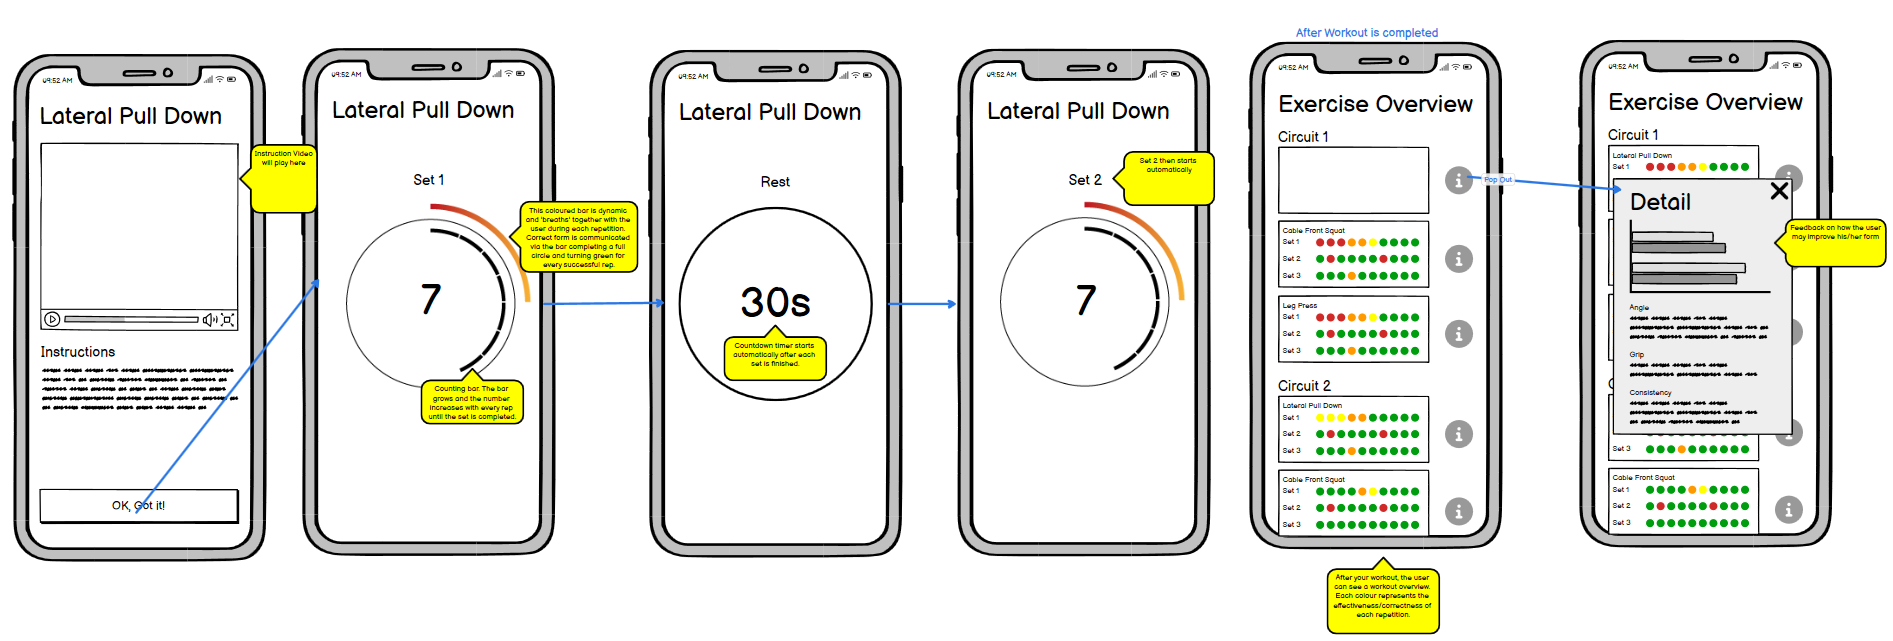 After Workout is completed
09:52 AM
Lateral Pull Down
Instruction Video
will play here
Instructions
OK, Got it!
09:52 AM
Lateral Pull Down
Set 1
This coloured bar is dynamic
and 'breaths' together with the
user during each repetition.
Correct form is communicated
via the bar completing a full
circle and turning green for
every successful rep.
7
Counting bar. The bar
grows and the number
increases with every rep
until the set is completed.
09:52 AM
Lateral Pull Down
Rest
30s
Countdown timer starts
automatically after each
set is finished.
09:52 AM
Lateral Pull Down
Set 2
Set 2 then starts
automatically
7
09:52 AM
Exercise Overview
Circuit 1
Pop Out
Cable Front Squat
Set 1
Set 2
Set 3
Leg Press
Set 1
Set 2
Set 3
Circuit 2
Lateral Pull Down
Set 1
Set 2
Set 3
Cable Front Squat
Set 1
Set 2
Set 3
After your workout, the user
can see a workout overview.
Each colour represents the
effectiveness/correctness of
each repetition.
09:52 AM
Exercise Overview
Circuit 1
Lateral Pull Down
Set 1
Detail
Feedback on how the user
may improve his/her form
Angle
Grip
Consistency
Set 3
Cable Front Squat
Set 1
Set 2
Set 3